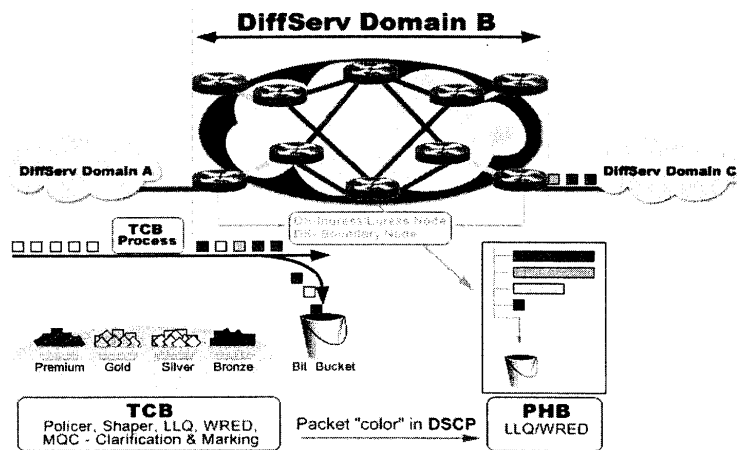 DiffServ Domain B
DiffServ Domain A
DiffServ Domain C
DS-Ingress/Egress Node
DS- Boundary Node
TCB
Process
Premium
Gold
Silver
Bronze
Bit Bucket
TCB
Policer, Shaper, LLQ, WRED,
MQC - Clarification & Marking
Packet "color" in DSCP
PHB
LLQ/WRED